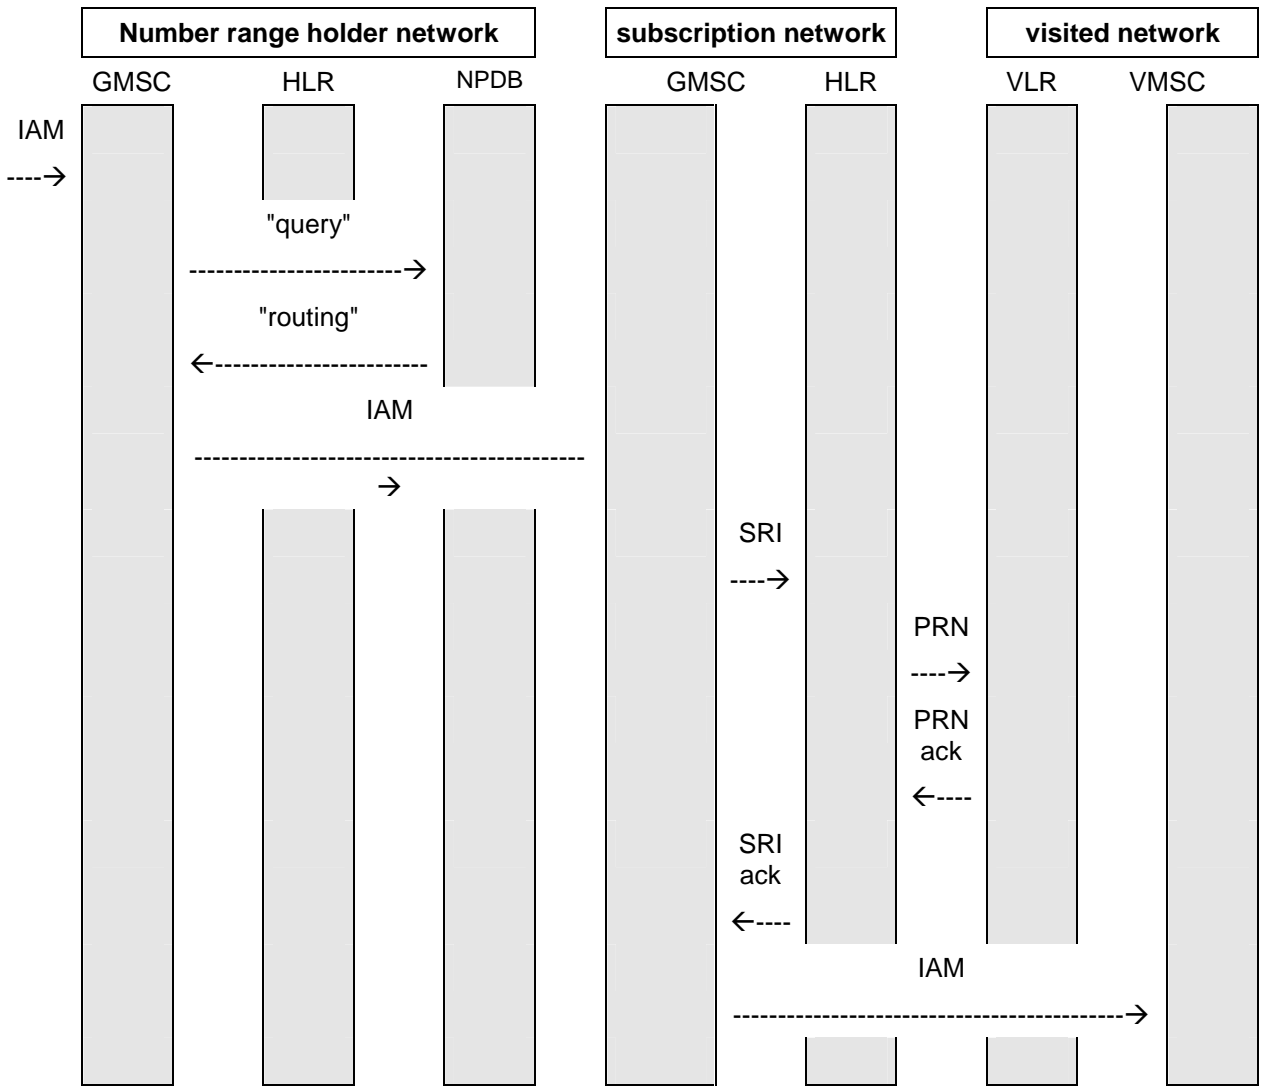 Number range holder network subscription network visited network
GMSC HLR NPDB GMSC HLR VLR VMSC
IAM
---->
"query"
------------------------>
"routing"
<------------------------
IAM
--------------------------------------------
>
SRI
---->
PRN
---->
PRN
ack
<----
SRI
ack
<----
IAM
-------------------------------------------->